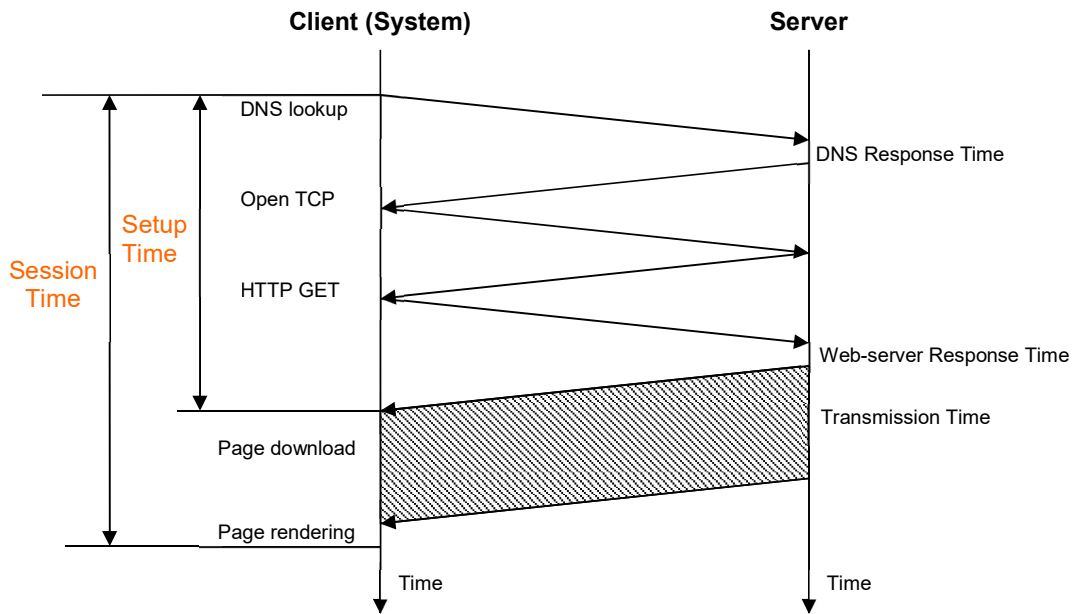 Client (System)
Server
DNS lookup
DNS Response Time
Open TCP
Setup
Time
Session
Time
HTTP GET
Web-server Response Time
Transmission Time
Page download
Page rendering
Time
Time